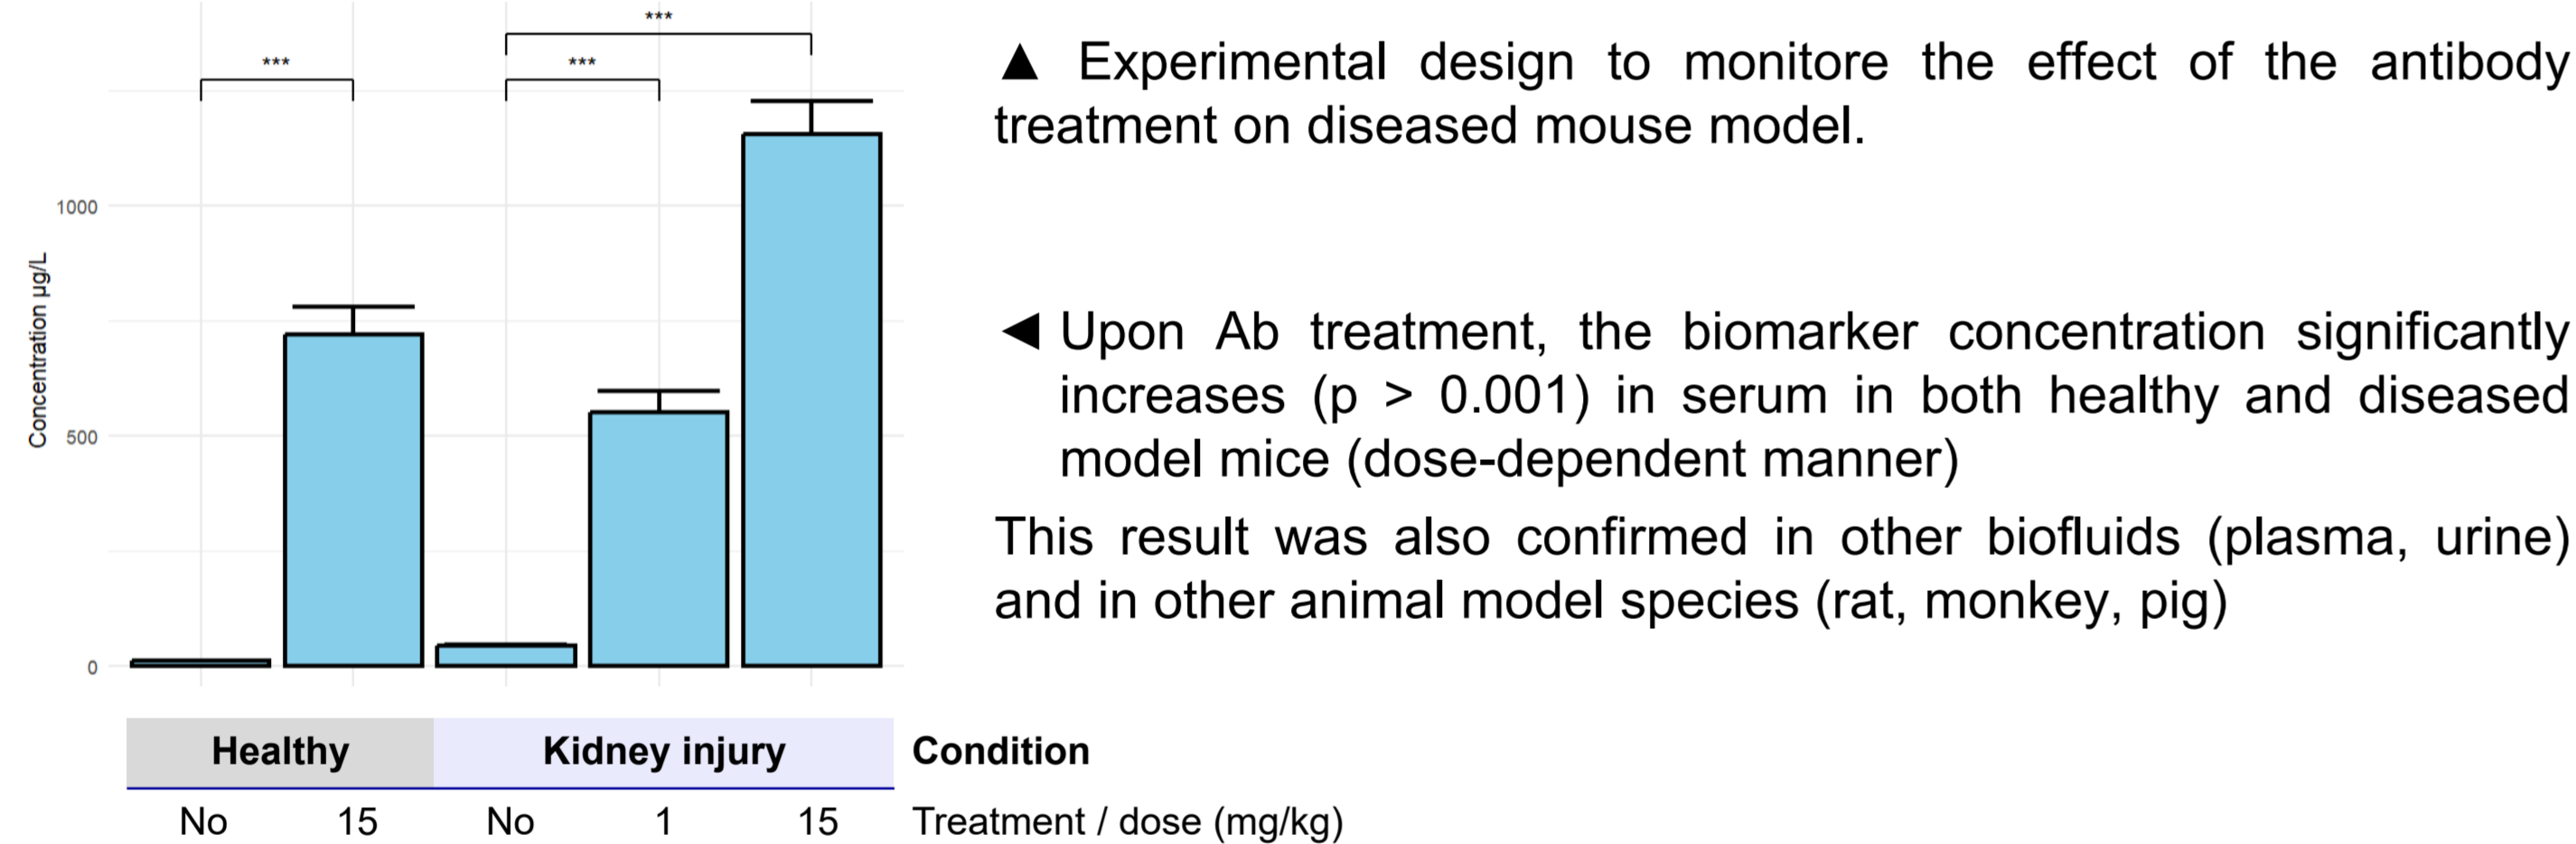 ***
***
***
1000
500
0
Concentration µg/L
Healthy Kidney injury Condition
No 15 No 1 15 Treatment / dose (mg/kg)
▲ Experimental design to monitore the effect of the antibody
treatment on diseased mouse model.
◄ Upon Ab treatment, the biomarker concentration significantly
increases (p > 0.001) in serum in both healthy and diseased
model mice (dose-dependent manner)
This result was also confirmed in other biofluids (plasma, urine)
and in other animal model species (rat, monkey, pig)